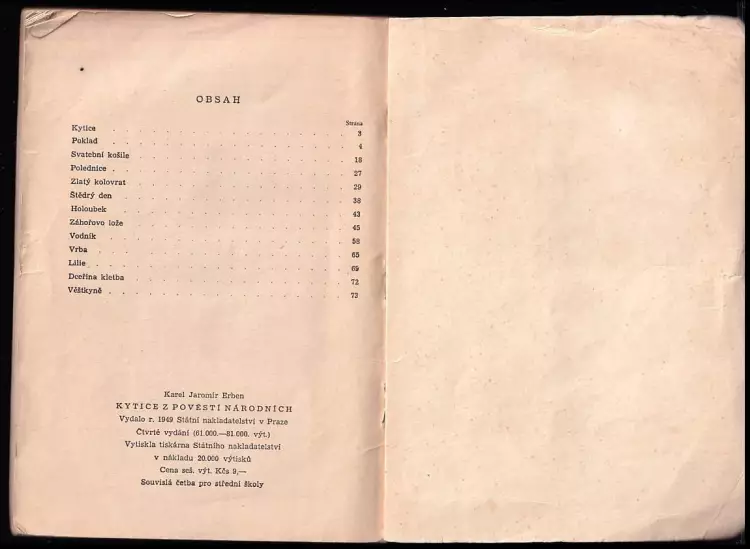 OBSAH
Strana
Kytice . . . . . . . . . . . . . . . . . 3
Poklad . . . . . . . . . . . . . . . . . 4
Svatební košile . . . . . . . . . . . . . . . 18
Polednice . . . . . . . . . . . . . . . . 27
Zlatý kolovrat . . . . . . . . . . . . . . . 29
Štědrý den . . . . . . . . . . . . . . . . 38
Holoubek . . . . . . . . . . . . . . . . 43
Záhořovo lože . . . . . . . . . . . . . . . 45
Vodník . . . . . . . . . . . . . . . . . 58
Vrba . . . . . . . . . . . . . . . . . . 65
Lilie . . . . . . . . . . . . . . . . . . 69
Dceřina kletba . . . . . . . . . . . . . . . 72
Věštkyně . . . . . . . . . . . . . . . . 73
Karel Jaromír Erben
KYTICE Z POVĚSTÍ NÁRODNÍCH
Vydalo r. 1949 Státní nakladatelství v Praze
Čtvrté vydání (61.000.—81.000. výt.)
Vytiskla tiskárna Státního nakladatelství
v nákladu 20.000 výtisků
Cena seš. výt. Kčs 9,—
Souvislá četba pro střední školy